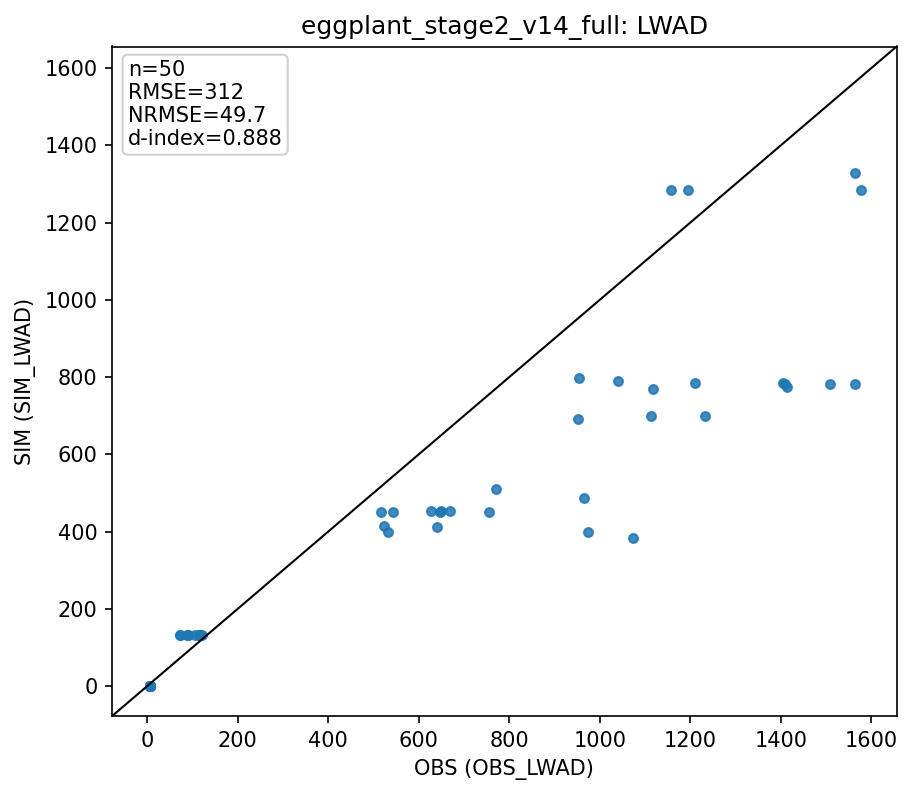 eggplant_stage2_v14_full: LWAD
n=50
RMSE=312
NRMSE=49.7
d-index=0.888
1600
1400
1200
1000
800
600
400
200
0
SIM (SIM_LWAD)
0 200 400 600 800 1000 1200 1400 1600
OBS (OBS_LWAD)